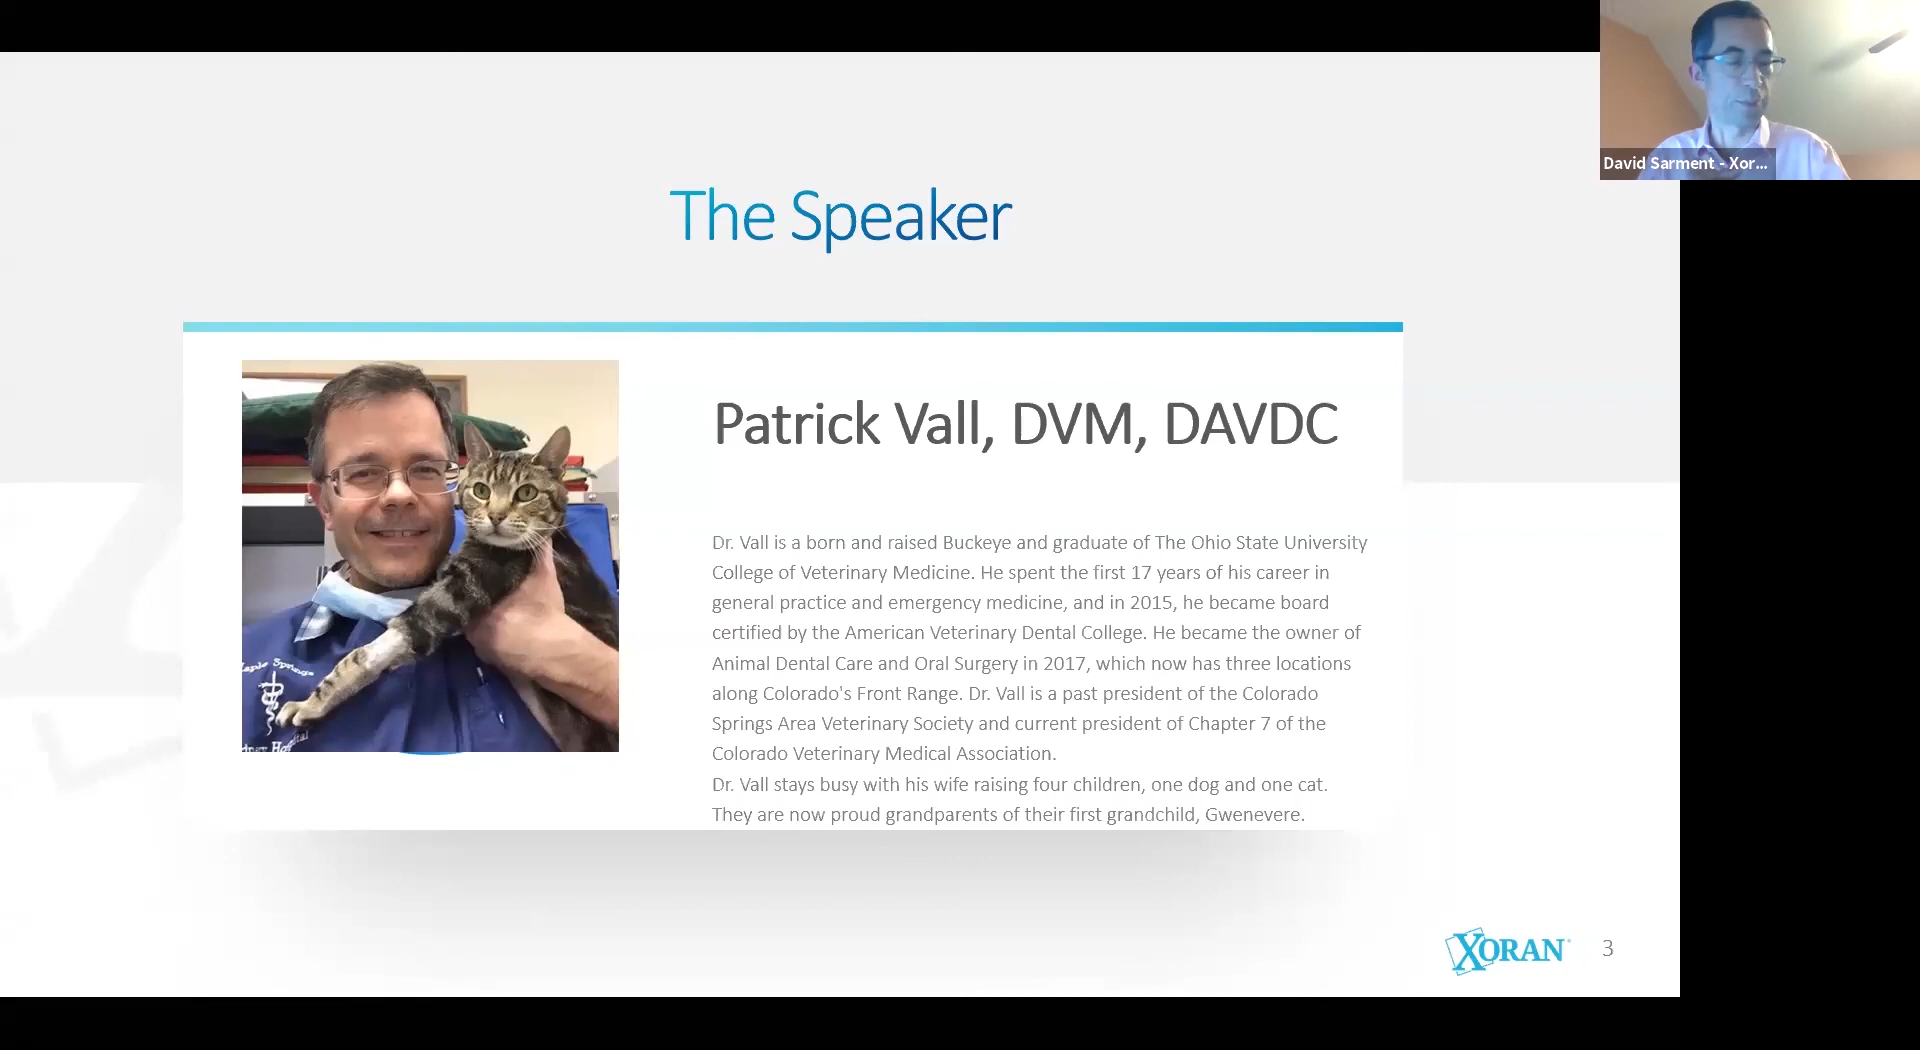 David Sarment - Xor...
The Speaker
Patrick Vall, DVM, DAVDC
Dr. Vall is a born and raised Buckeye and graduate of The Ohio State University
College of Veterinary Medicine. He spent the first 17 years of his career in
general practice and emergency medicine, and in 2015, he became board
certified by the American Veterinary Dental College. He became the owner of
Animal Dental Care and Oral Surgery in 2017, which now has three locations
along Colorado's Front Range. Dr. Vall is a past president of the Colorado
Springs Area Veterinary Society and current president of Chapter 7 of the
Colorado Veterinary Medical Association.
Dr. Vall stays busy with his wife raising four children, one dog and one cat.
They are now proud grandparents of their first grandchild, Gwenevere.
Springs
XORAN
3